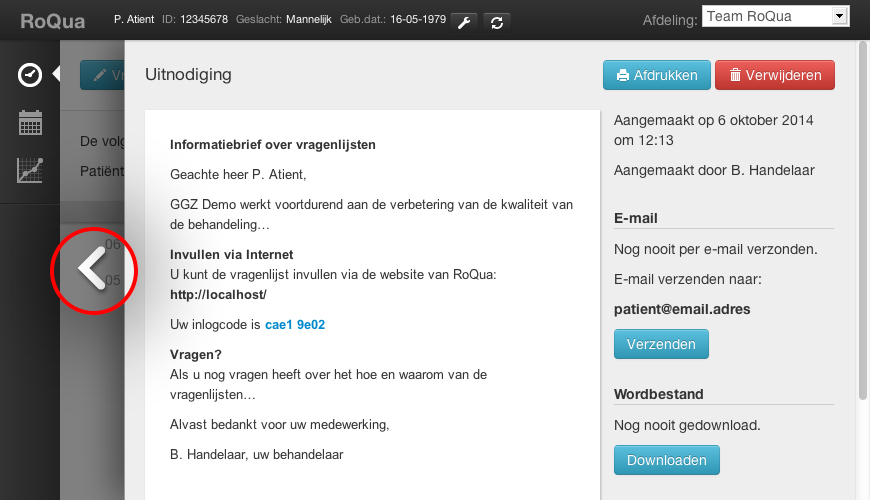 RoQua P. Atient ID: 12345678 Geslacht: Mannelijk Geb.dat.: 16-05-1979 Afdeling: Team RoQua
Vr
Uitnodiging
Afdrukken Verwijderen
De volg
Patiënt
06
05
Informatiebrief over vragenlijsten
Geachte heer P. Atient,
GGZ Demo werkt voortdurend aan de verbetering van de kwaliteit van
de behandeling…
Invullen via Internet
U kunt de vragenlijst invullen via de website van RoQua:
http://localhost/
Uw inlogcode is cae1 9e02
Vragen?
Als u nog vragen heeft over het hoe en waarom van de
vragenlijsten…
Alvast bedankt voor uw medewerking,
B. Handelaar, uw behandelaar
Aangemaakt op 6 oktober 2014
om 12:13
Aangemaakt door B. Handelaar
E-mail
Nog nooit per e-mail verzonden.
E-mail verzenden naar:
patient@email.adres
Verzenden
Wordbestand
Nog nooit gedownload.
Downloaden